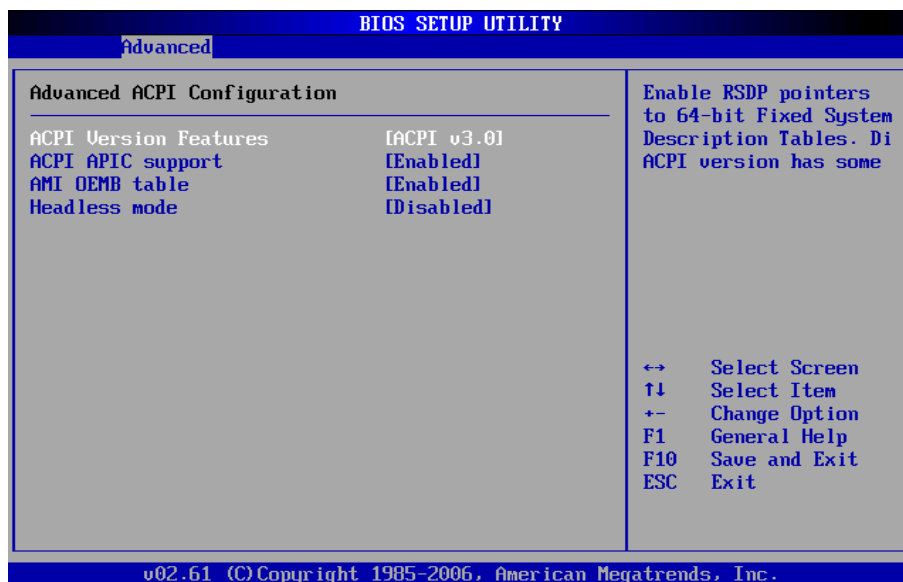 BIOS SETUP UTILITY
Advanced
Advanced ACPI Configuration
ACPI Version Features [ACPI v3.0]
ACPI APIC support [Enabled]
AMI OEMB table [Enabled]
Headless mode [Disabled]
Enable RSDP pointers
to 64-bit Fixed System
Description Tables. Di
ACPI version has some
↔ Select Screen
↑↓ Select Item
+- Change Option
F1 General Help
F10 Save and Exit
ESC Exit
v02.61 (C)Copyright 1985-2006, American Megatrends, Inc.